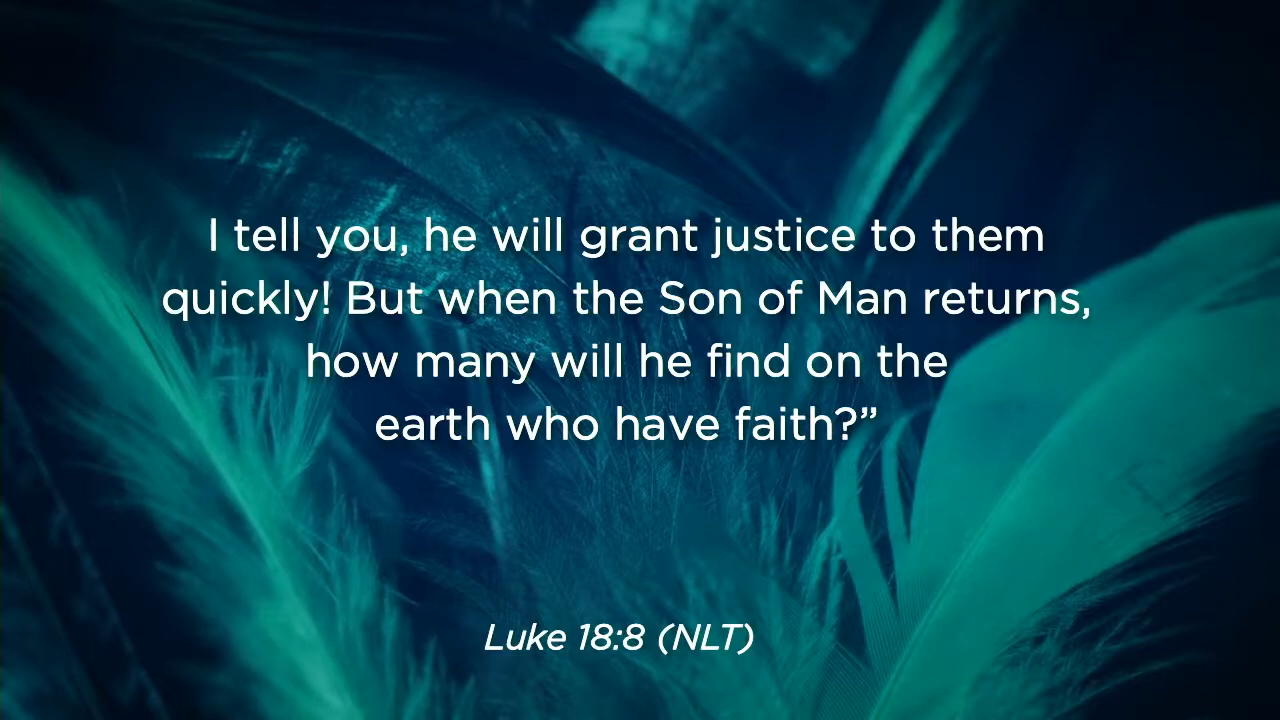 I tell you, he will grant justice to them
quickly! But when the Son of Man returns,
how many will he find on the
earth who have faith?”
Luke 18:8 (NLT)